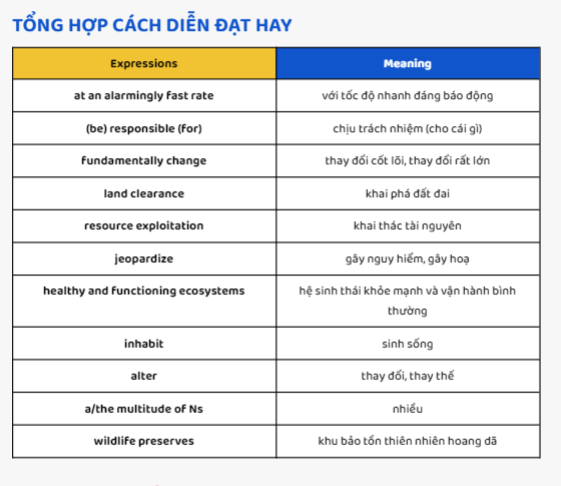 TỔNG HỢP CÁCH DIỄN ĐẠT HAY
Expressions Meaning
at an alarmingly fast rate với tốc độ nhanh đáng báo động
(be) responsible (for) chịu trách nhiệm (cho cái gì)
fundamentally change thay đổi cốt lõi, thay đổi rất lớn
land clearance khai phá đất đai
resource exploitation khai thác tài nguyên
jeopardize gây nguy hiểm, gây hoạ
healthy and functioning ecosystems hệ sinh thái khỏe mạnh và vận hành bình
thường
inhabit sinh sống
alter thay đổi, thay thế
a/the multitude of Ns nhiều
wildlife preserves khu bảo tồn thiên nhiên hoang dã